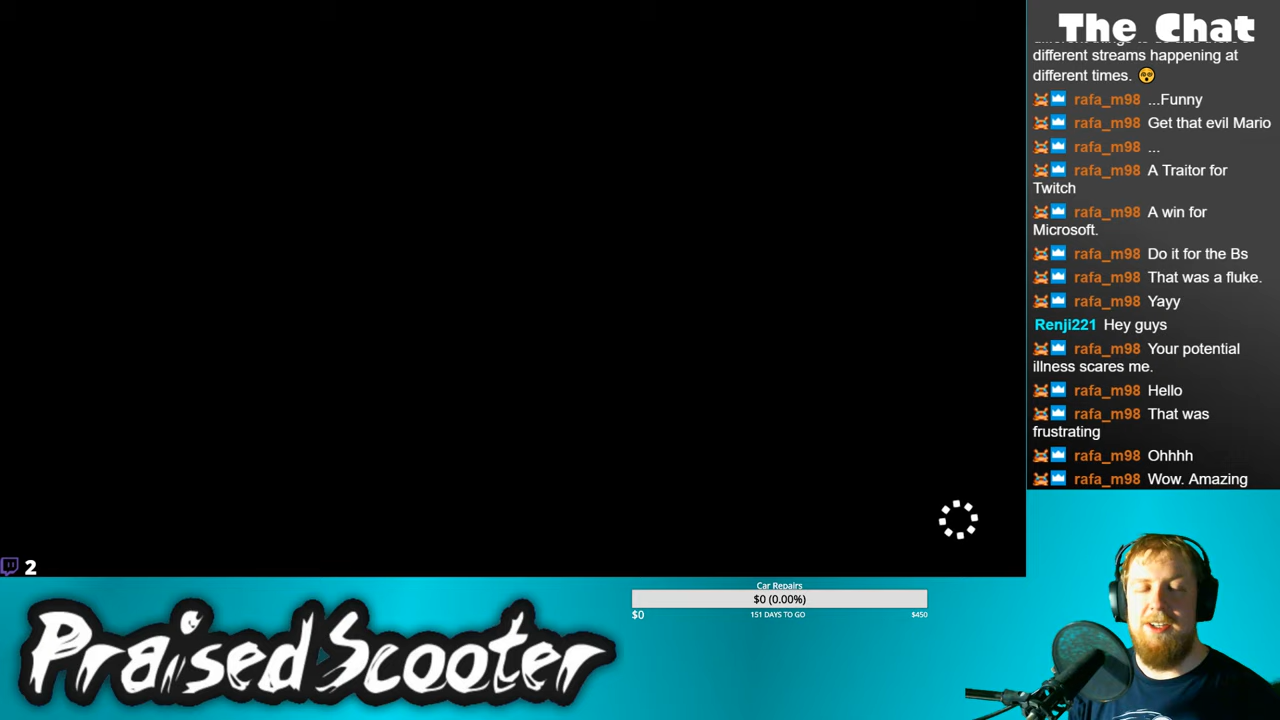 The Chat
different streams happening at
different times.
rafa_m98 ...Funny
rafa_m98 Get that evil Mario
rafa_m98 ...
rafa_m98 A Traitor for
Twitch
rafa_m98 A win for
Microsoft.
rafa_m98 Do it for the Bs
rafa_m98 That was a fluke.
rafa_m98 Yayy
Renji221 Hey guys
rafa_m98 Your potential
illness scares me.
rafa_m98 Hello
rafa_m98 That was
frustrating
rafa_m98 Ohhhh
rafa_m98 Wow. Amazing
2
Car Repairs
$0 (0.00%)
$0 151 DAYS TO GO $450
PraisedScooter